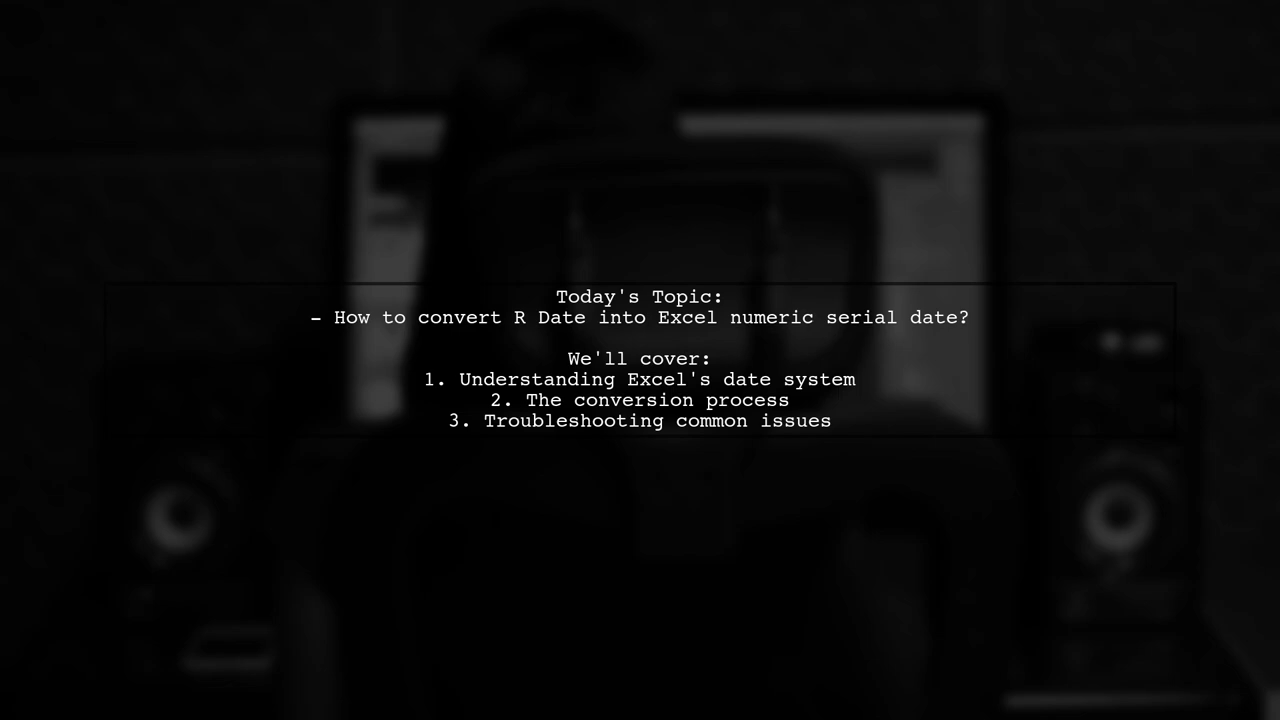 Today's Topic:
– How to convert R Date into Excel numeric serial date?
We'll cover:
1. Understanding Excel's date system
2. The conversion process
3. Troubleshooting common issues